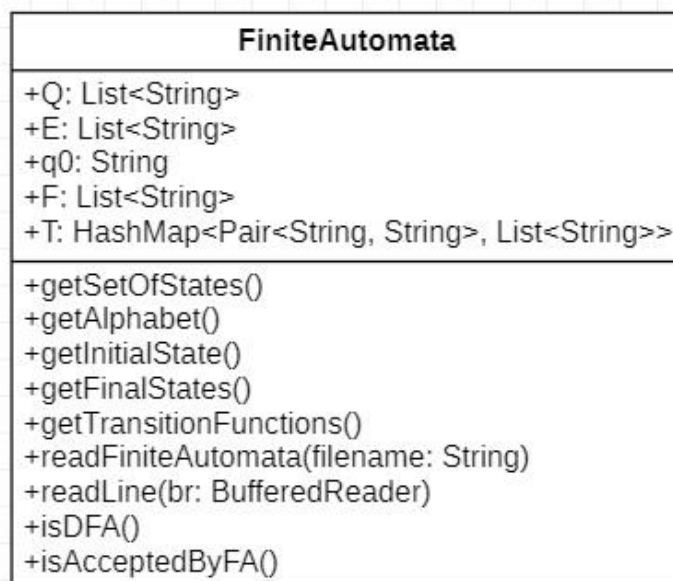 FiniteAutomata
+Q: List<String>
+E: List<String>
+q0: String
+F: List<String>
+T: HashMap<Pair<String, String>, List<String>>
+getSetOfStates()
+getAlphabet()
+getInitialState()
+getFinalStates()
+getTransitionFunctions()
+readFiniteAutomata(filename: String)
+readLine(br: BufferedReader)
+isDFA()
+isAcceptedByFA()